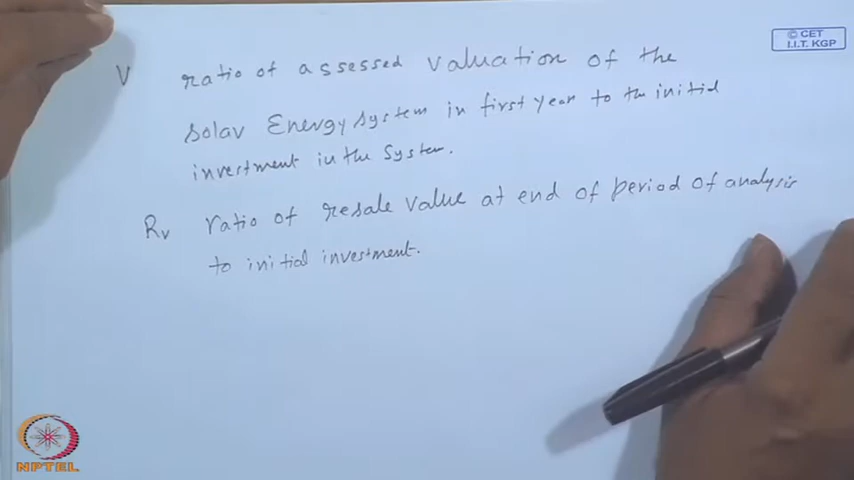 © CET
I.I.T. KGP
V ratio of assessed valuation of the
solar Energy system in first year to the initial
investment in the system.
Rv ratio of resale value at end of period of analysis
to initial investment.
NPTEL